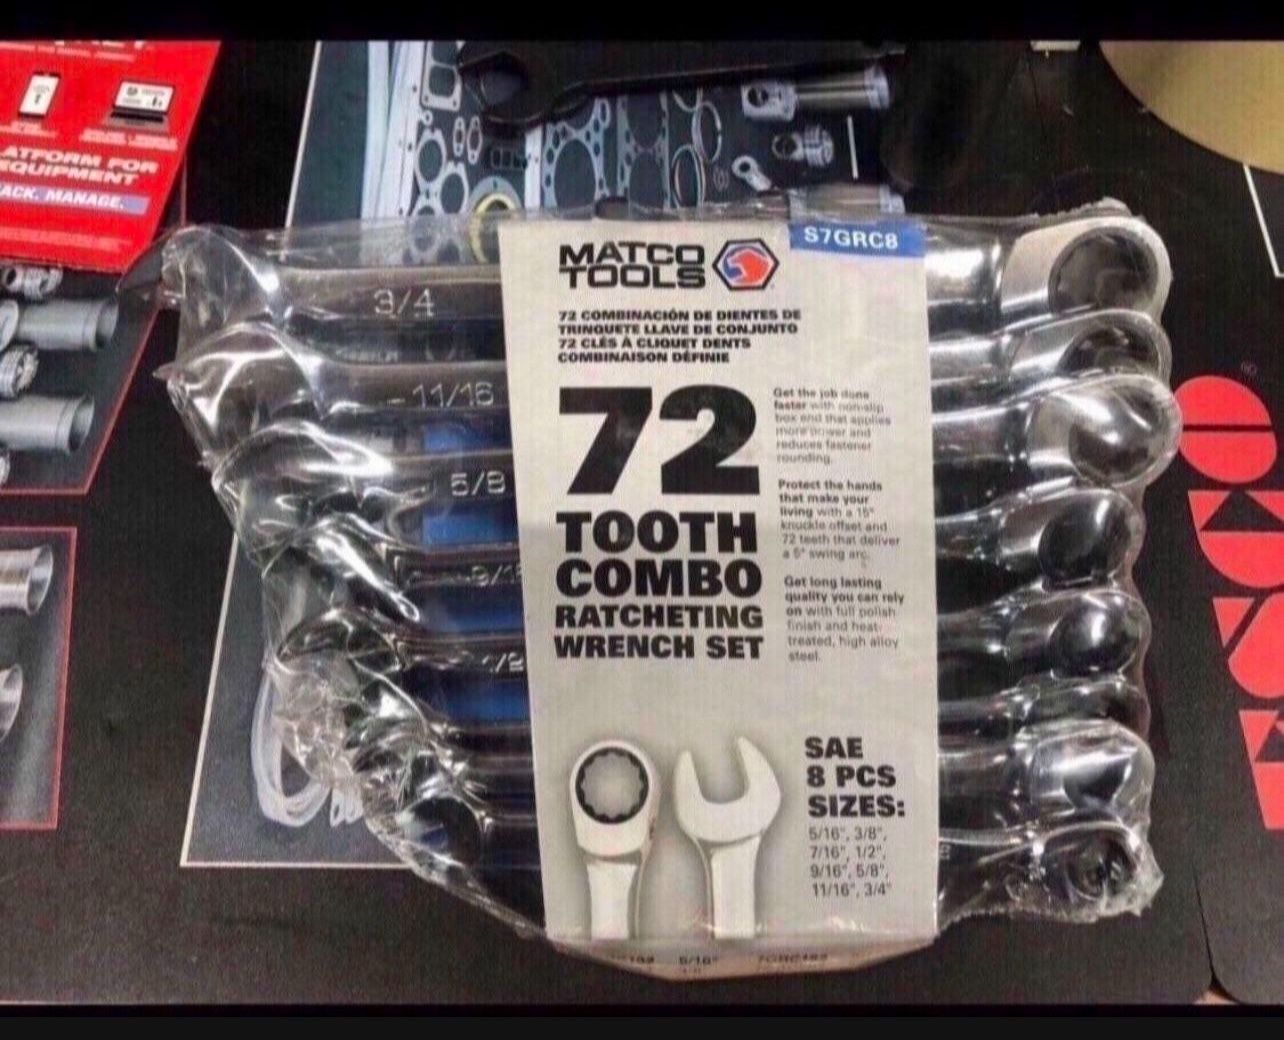 ATFORM FOR
EQUIPMENT
ACK. MANAGE.
MATCO
TOOLS
S7GRC8
72 COMBINACIÓN DE DIENTES DE
TRINQUETE LLAVE DE CONJUNTO
72 CLÉS À CLIQUET DENTS
COMBINAISON DÉFINIE
72
TOOTH
COMBO
RATCHETING
WRENCH SET
Get the job done
faster with non-slip
box end that applies
more power and
reduces fastener
rounding.
Protect the hands
that make your
living with a 15°
knuckle offset and
72 teeth that deliver
a 5° swing arc.
Get long lasting
quality you can rely
on with full polish
finish and heat-
treated, high alloy
steel.
SAE
8 PCS
SIZES:
5/16", 3/8",
7/16", 1/2",
9/16", 5/8",
11/16", 3/4"
5/16"
3/4
11/16
5/8
1/2